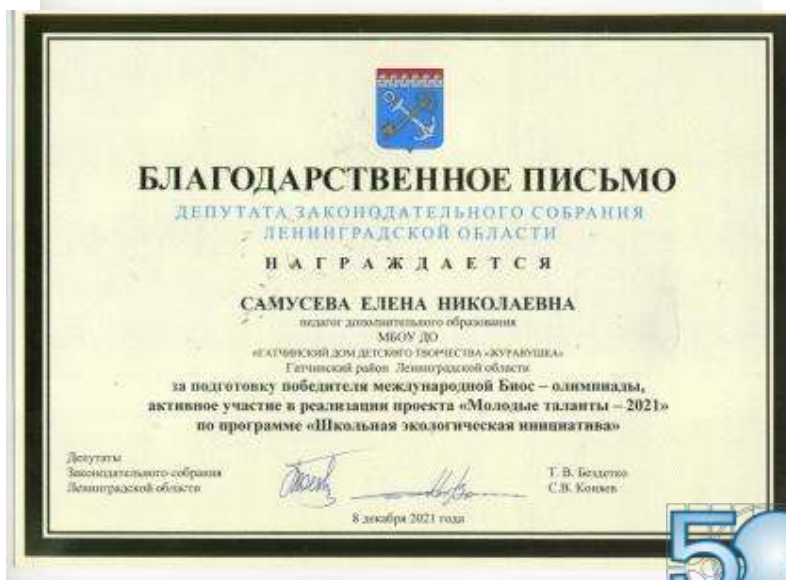 БЛАГОДАРСТВЕННОЕ ПИСЬМО
ДЕПУТАТА ЗАКОНОДАТЕЛЬНОГО СОБРАНИЯ
ЛЕНИНГРАДСКОЙ ОБЛАСТИ
НАГРАЖДАЕТСЯ
САМУСЕВА ЕЛЕНА НИКОЛАЕВНА
педагог дополнительного образования
МБОУ ДО
«ГАТЧИНСКИЙ ДОМ ДЕТСКОГО ТВОРЧЕСТВА «ЖУРАВУШКА»
Гатчинский район Ленинградской области
за подготовку победителя международной Биос – олимпиады,
активное участие в реализации проекта «Молодые таланты – 2021»
по программе «Школьная экологическая инициатива»
Депутаты
Законодательного собрания
Ленинградской области
Т. В. Бездетко
С.В. Коняев
8 декабря 2021 года
50